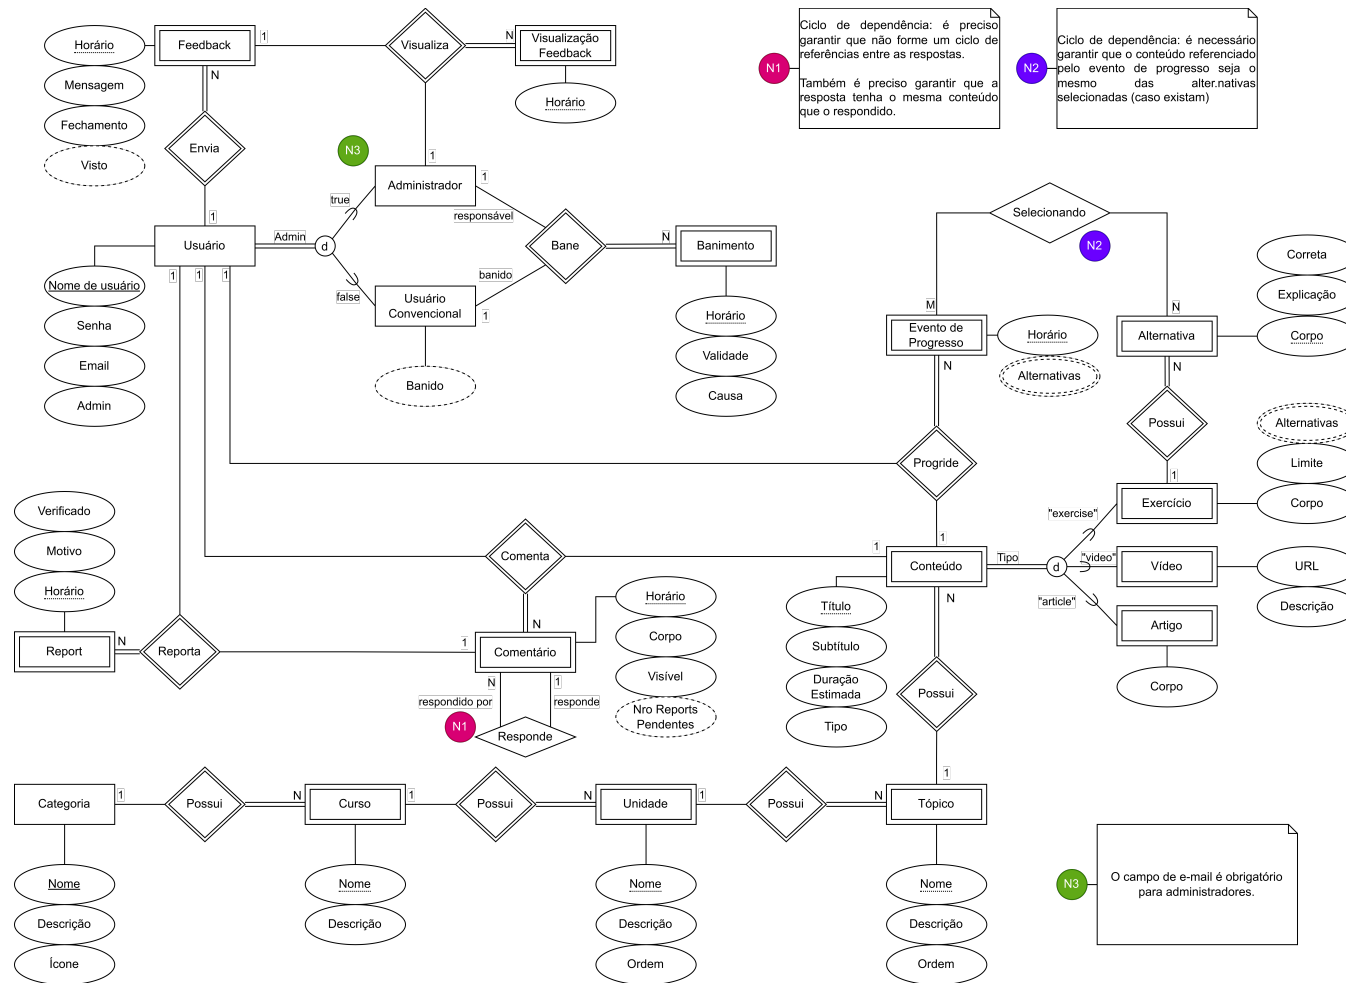 Feedback
1
Visualiza
N
Visualização
Feedback
Horário
Mensagem
Fechamento
Visto
N
Envia
Horário
N1
Ciclo de dependência: é preciso
garantir que não forme um ciclo de
referências entre as respostas.
Também é preciso garantir que a
resposta tenha o mesma conteúdo
que o respondido.
N2
Ciclo de dependência: é necessário
garantir que o conteúdo referenciado
pelo evento de progresso seja o
mesmo das alter.nativas
selecionadas (caso existam)
N3
1
Administrador
1
true
responsável
1
Usuário
Admin
d
Bane
N
Banimento
1
1
1
banido
false
Usuário
Convencional
1
Banido
Nome de usuário
Senha
Email
Admin
Horário
Validade
Causa
Selecionando
N2
M
N
Evento de
Progresso
Horário
Alternativas
N
Alternativa
Correta
Explicação
Corpo
N
Possui
1
Exercício
Alternativas
Limite
Corpo
Progride
1
"exercise"
Verificado
Motivo
Horário
Comenta
1
Conteúdo
Tipo
d
"video"
Vídeo
URL
Descrição
"article"
Artigo
Corpo
N
Report
N
Reporta
1
N
Comentário
Horário
Corpo
Visível
Nro Reports
Pendentes
N
1
respondido por
responde
N1
Responde
Título
Subtítulo
Duração
Estimada
Tipo
Possui
1
Categoria
1
Possui
N
Curso
1
Possui
N
Unidade
1
Possui
N
Tópico
Nome
Descrição
Ícone
Nome
Descrição
Nome
Descrição
Ordem
Nome
Descrição
Ordem
N3
O campo de e-mail é obrigatório
para administradores.